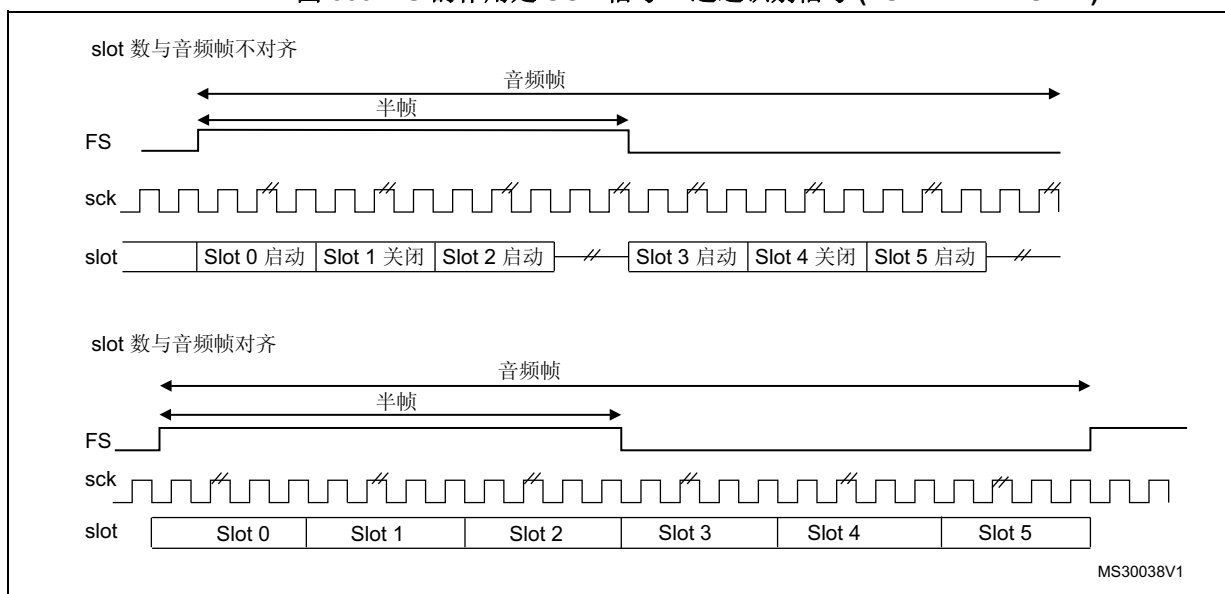 slot 数与音频帧不对齐
音频帧
半帧
FS
sck
slot
Slot 0 启动
Slot 1 关闭
Slot 2 启动
Slot 3 启动
Slot 4 关闭
Slot 5 启动
slot 数与音频帧对齐
音频帧
半帧
FS
sck
slot
Slot 0
Slot 1
Slot 2
Slot 3
Slot 4
Slot 5
MS30038V1